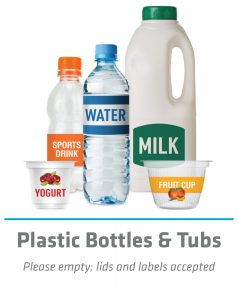 SPORTS
DRINK
WATER
MILK
YOGURT
FRUIT CUP
Plastic Bottles & Tubs
Please empty; lids and labels accepted